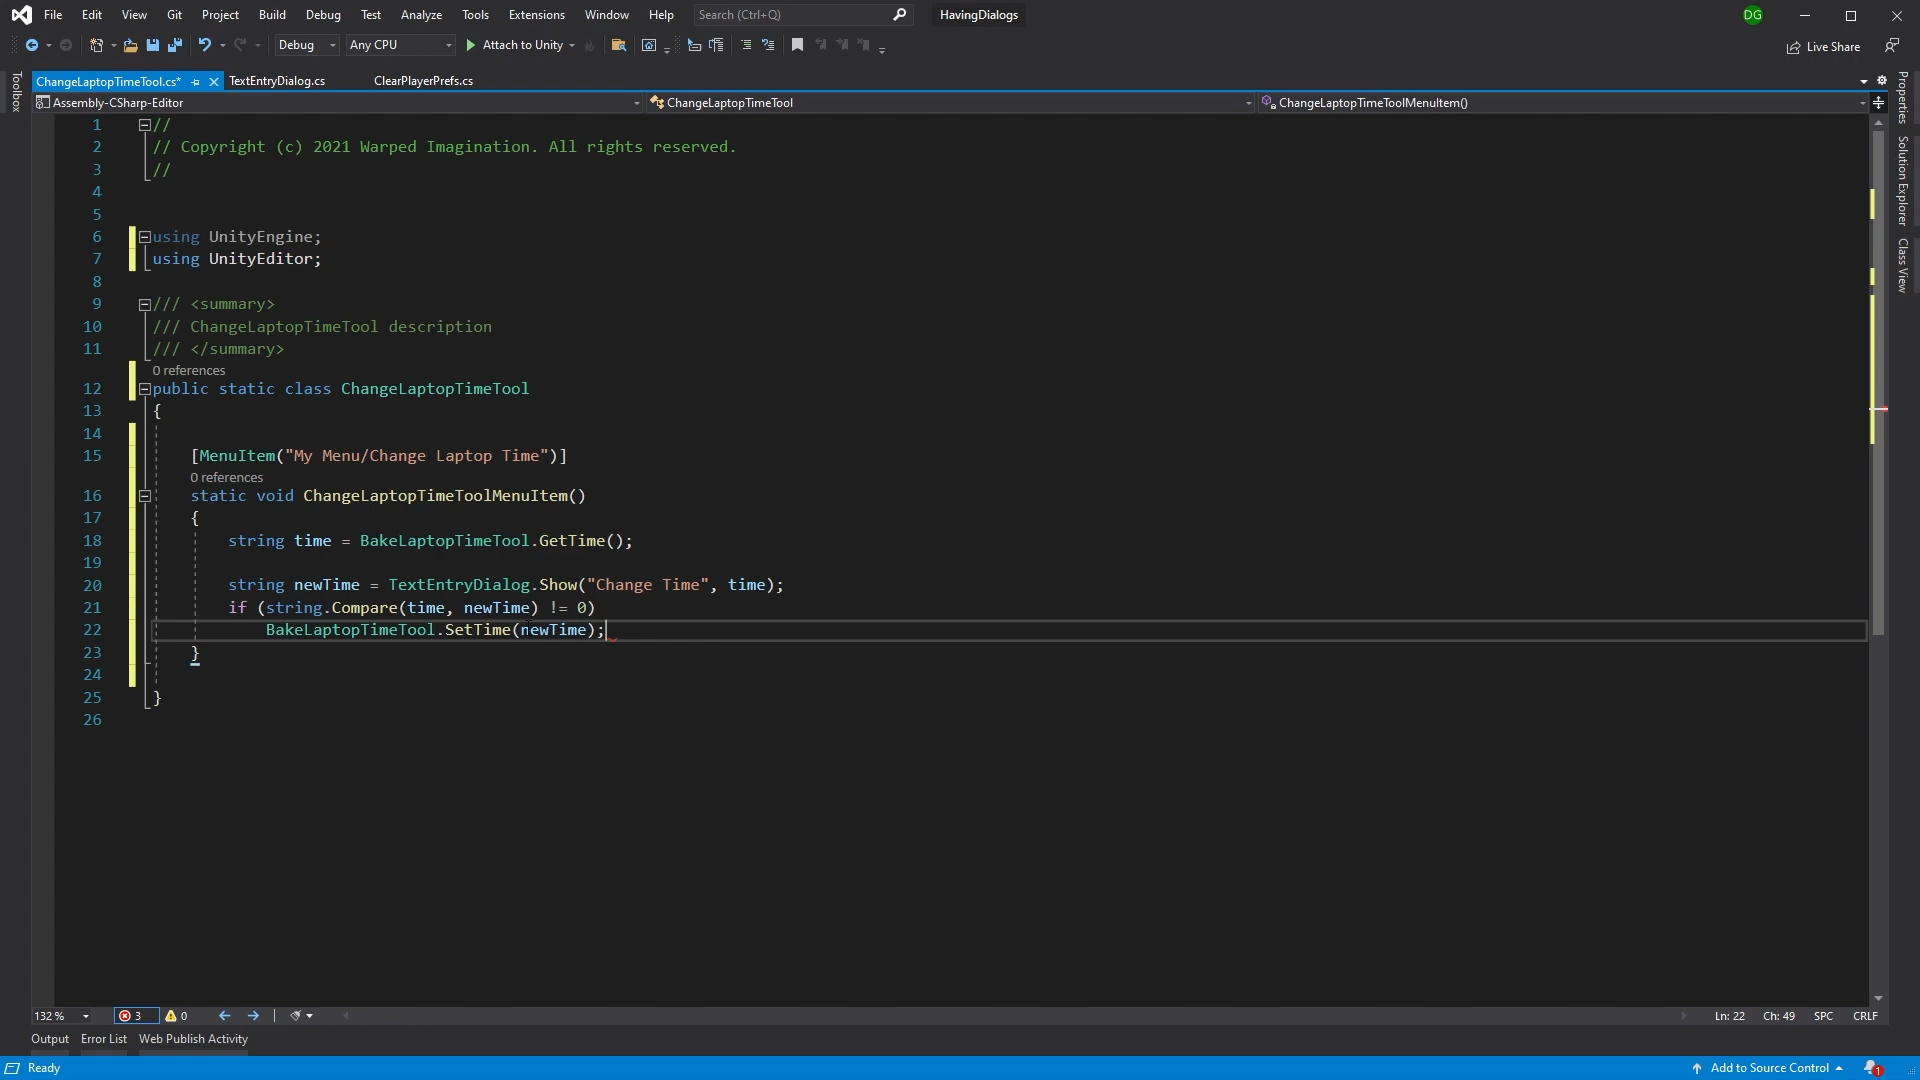 File Edit View Git Project Build Debug Test Analyze Tools Extensions Window Help Search (Ctrl+Q) HavingDialogs DG
Debug Any CPU Attach to Unity Live Share
ChangeLaptopTimeTool.cs* TextEntryDialog.cs ClearPlayerPrefs.cs
Assembly-CSharp-Editor ChangeLaptopTimeTool ChangeLaptopTimeToolMenuItem()
Toolbox
Properties
Solution Explorer
Class View
1 //
2 // Copyright (c) 2021 Warped Imagination. All rights reserved.
3 //
4
5
6 using UnityEngine;
7 using UnityEditor;
8
9 /// <summary>
10 /// ChangeLaptopTimeTool description
11 /// </summary>
0 references
12 public static class ChangeLaptopTimeTool
13 {
14
15 [MenuItem("My Menu/Change Laptop Time")]
0 references
16 static void ChangeLaptopTimeToolMenuItem()
17 {
18 string time = BakeLaptopTimeTool.GetTime();
19
20 string newTime = TextEntryDialog.Show("Change Time", time);
21 if (string.Compare(time, newTime) != 0)
22 BakeLaptopTimeTool.SetTime(newTime);
23 }
24
25 }
26
132 % 3 0 Ln: 22 Ch: 49 SPC CRLF
Output Error List Web Publish Activity
Ready Add to Source Control 1